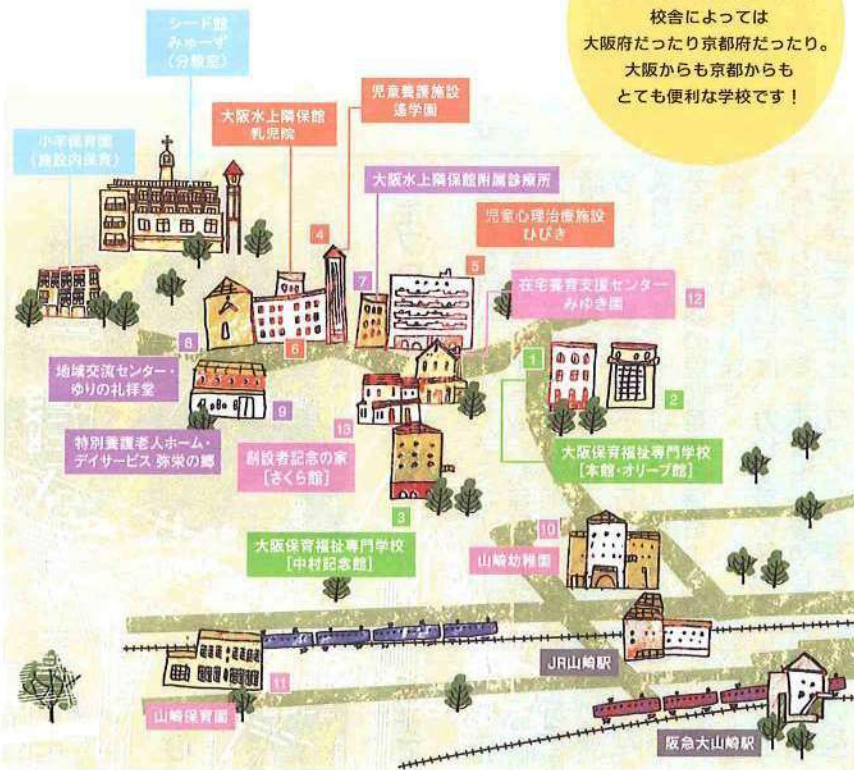 校舎によっては
大阪府だったり京都府だったり。
大阪からも京都からも
とても便利な学校です！
シード館
みゅーず
（分教室）
小羊保育園
（施設内保育）
大阪水上隣保館
乳児院
児童養護施設
遙学園
大阪水上隣保館附属診療所
児童心理治療施設
ひびき
在宅養育支援センター
みゆき園
4
5
7
12
8
6
1
2
地域交流センター・
ゆりの礼拝堂
9
特別養護老人ホーム・
デイサービス 弥栄の郷
13
創設者記念の家
［さくら館］
大阪保育福祉専門学校
［本館・オリーブ館］
3
大阪保育福祉専門学校
［中村記念館］
10
山崎幼稚園
JR山崎駅
11
山崎保育園
阪急大山崎駅